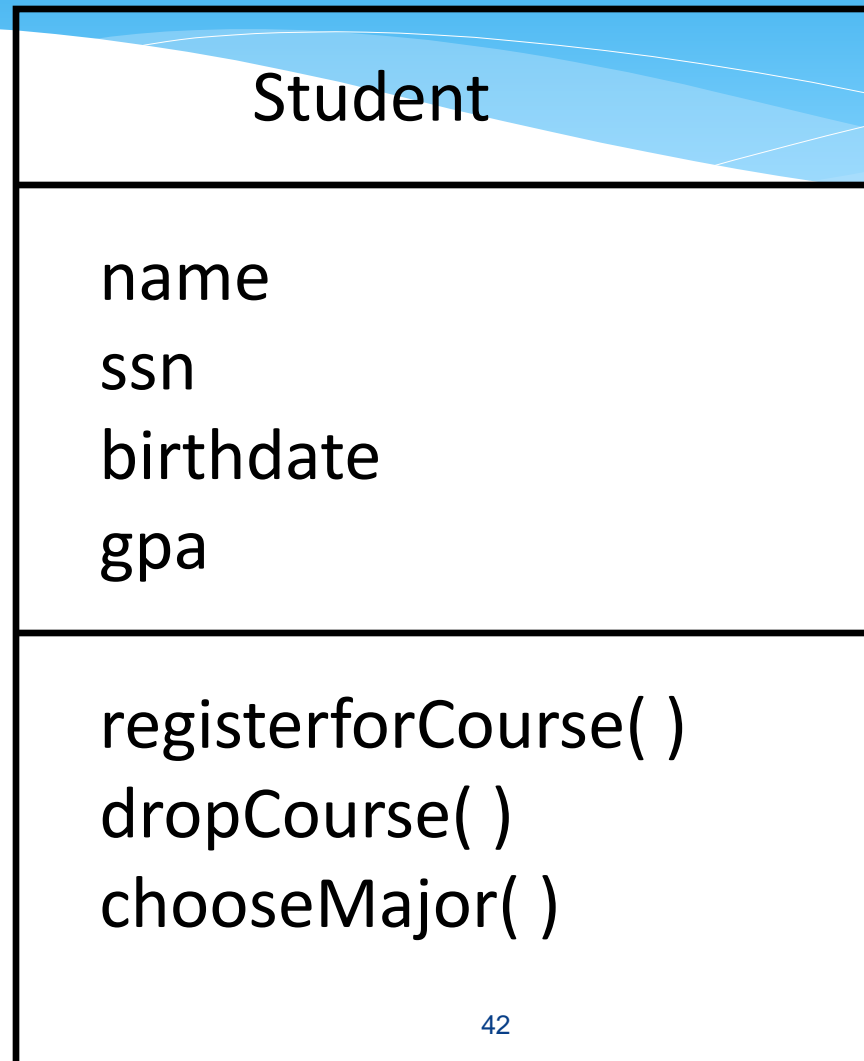 Student
name
ssn
birthdate
gpa
registerforCourse( )
dropCourse( )
chooseMajor( )
42